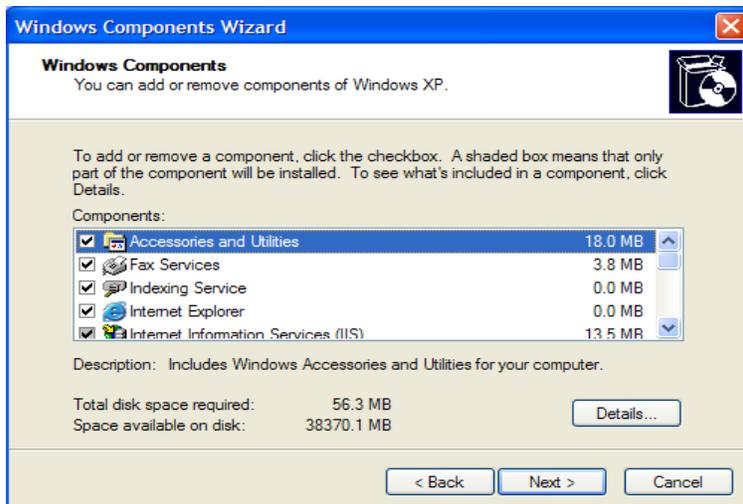 Windows Components Wizard
Windows Components
You can add or remove components of Windows XP.
To add or remove a component, click the checkbox. A shaded box means that only
part of the component will be installed. To see what's included in a component, click
Details.
Components:
Accessories and Utilities 18.0 MB
Fax Services 3.8 MB
Indexing Service 0.0 MB
Internet Explorer 0.0 MB
Internet Information Services (IIS) 13.5 MB
Description: Includes Windows Accessories and Utilities for your computer.
Total disk space required: 56.3 MB
Space available on disk: 38370.1 MB
Details...
< Back Next > Cancel